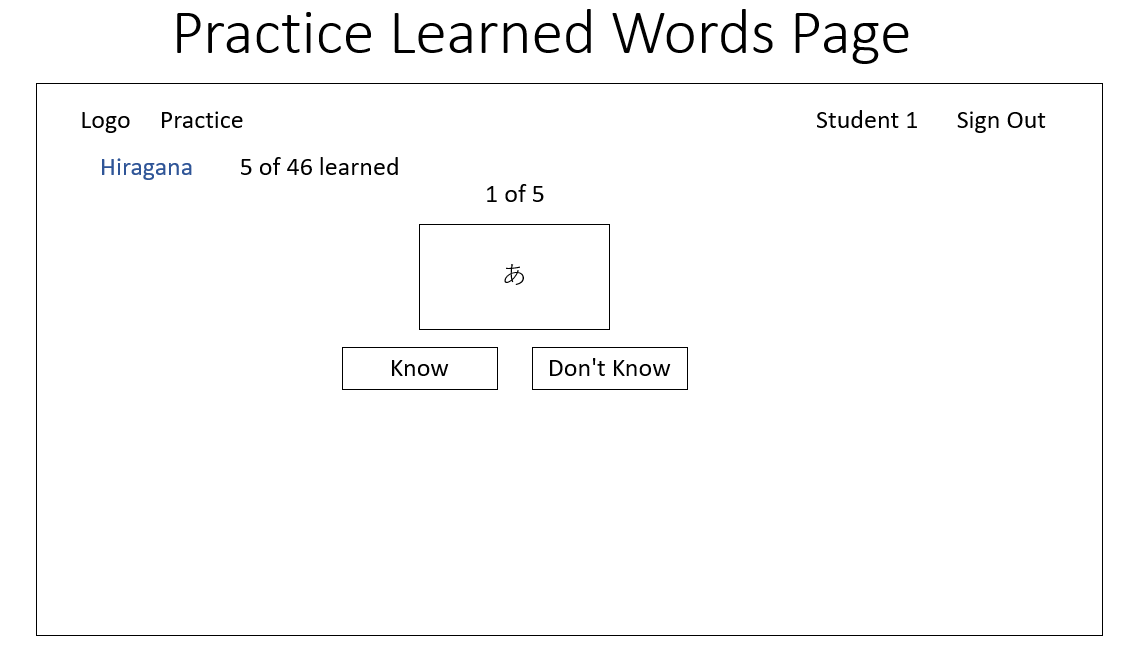 Practice Learned Words Page
Logo Practice Student 1 Sign Out
Hiragana 5 of 46 learned
1 of 5
あ
Know Don't Know